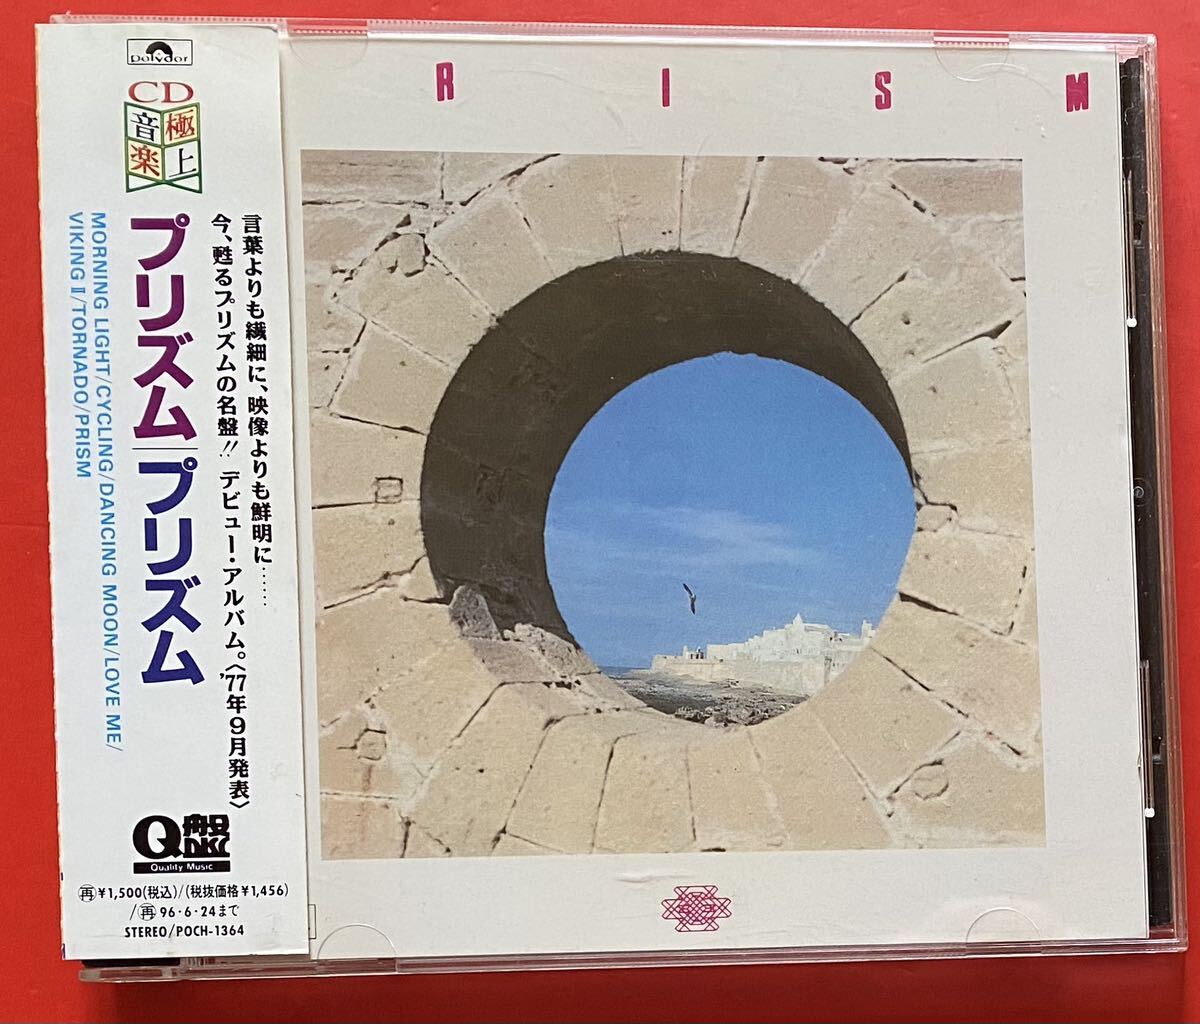 polydor
CD
極上
音楽
プリズム|プリズム
言葉よりも繊細に、映像よりも鮮明に……
今、甦るプリズムの名盤!! デビュー・アルバム。〈'77年9月発表〉
MORNING LIGHT/CYCLING/DANCING MOON/LOVE ME/
VIKING II/TORNADO/PRISM
Q盤
Quality Music
再¥1,500(税込)/(税抜価格¥1,456)
/再96・6・24まで
STEREO/POCH-1364
R I S M